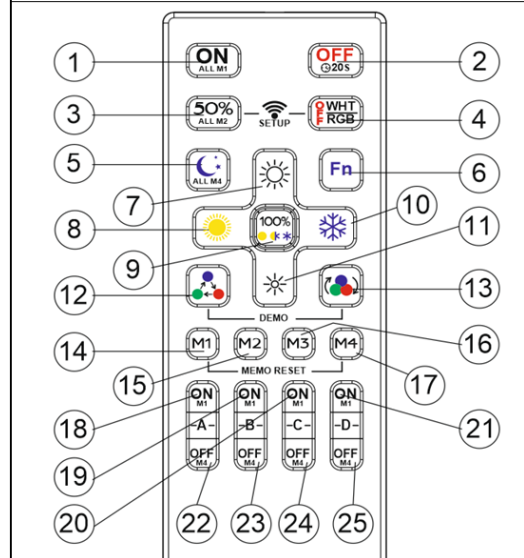 1 ON OFF 2
ALL M1 20s
3 50% OFF WHT
ALL M2 SETUP RGB 4
5 ALL M4 Fn 6
7 10
8 100% 11
9
12 13
DEMO
14 M1 M2 M3 M4 16
15 MEMO RESET 17
18 ON ON ON ON 21
M1 M1 M1 M1
19 -A- -B- -C- -D-
20 OFF OFF OFF OFF
M4 M4 M4 M4
22 23 24 25